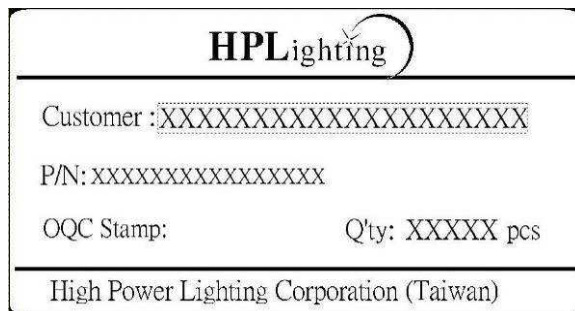 HPLighting
Customer : XXXXXXXXXXXXXXXXXXXX
P/N: XXXXXXXXXXXXXXXX
OQC Stamp: Q'ty: XXXXX pcs
High Power Lighting Corporation (Taiwan)